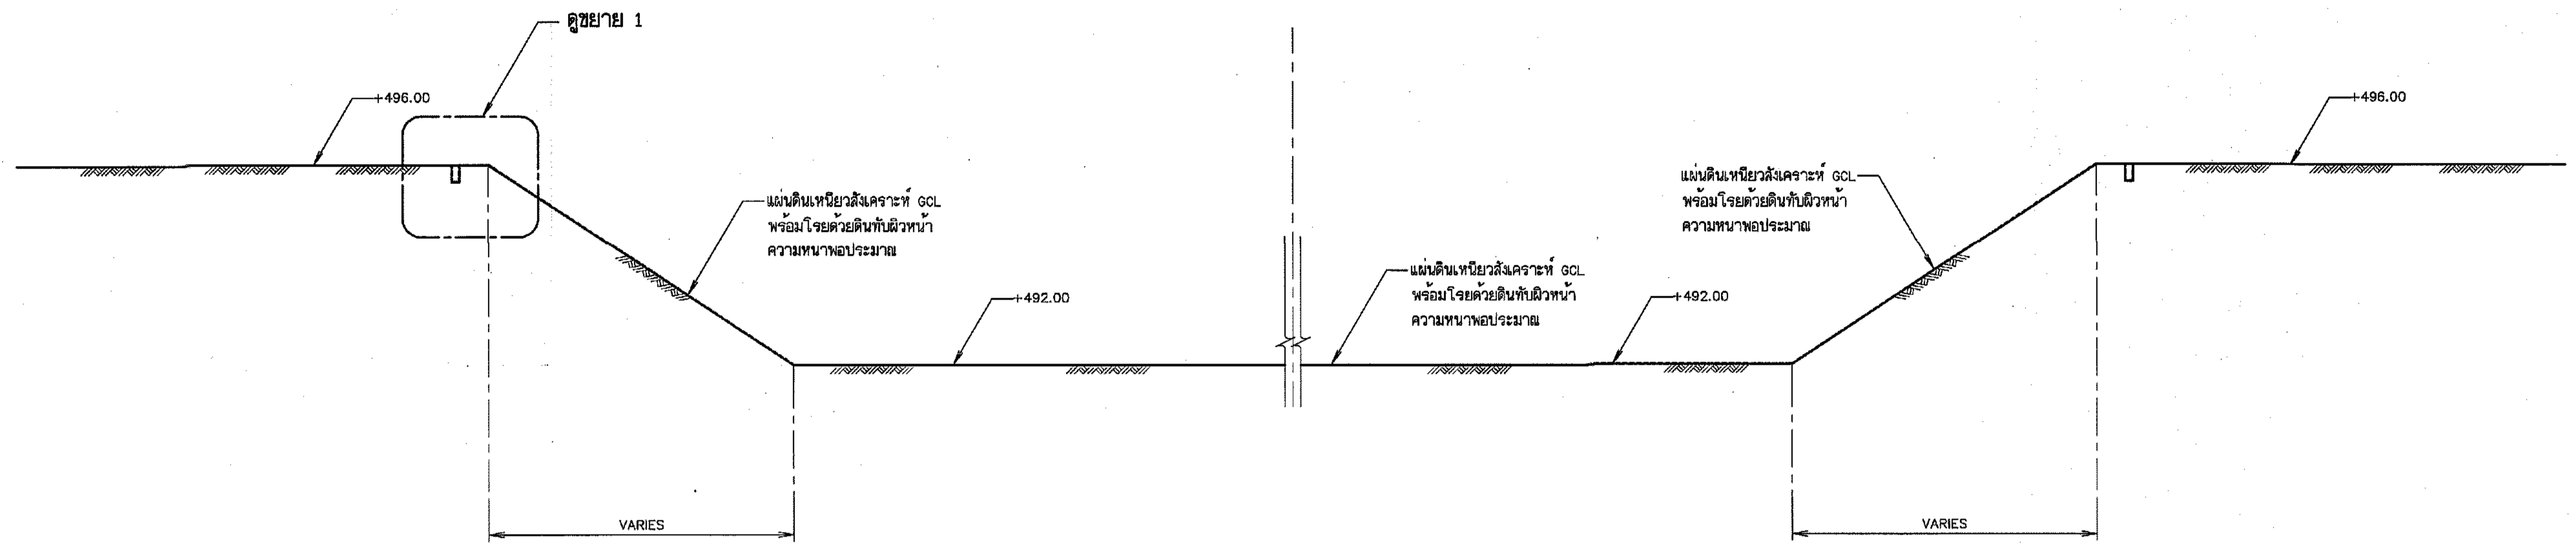 ดูขยาย 1
+496.00
+496.00
แผ่นดินเหนียวสังเคราะห์ GCL
พร้อมโรยด้วยดินทับผิวหน้า
ความหนาพอประมาณ
แผ่นดินเหนียวสังเคราะห์ GCL
พร้อมโรยด้วยดินทับผิวหน้า
ความหนาพอประมาณ
+492.00
แผ่นดินเหนียวสังเคราะห์ GCL
พร้อมโรยด้วยดินทับผิวหน้า
ความหนาพอประมาณ
+492.00
VARIES
VARIES